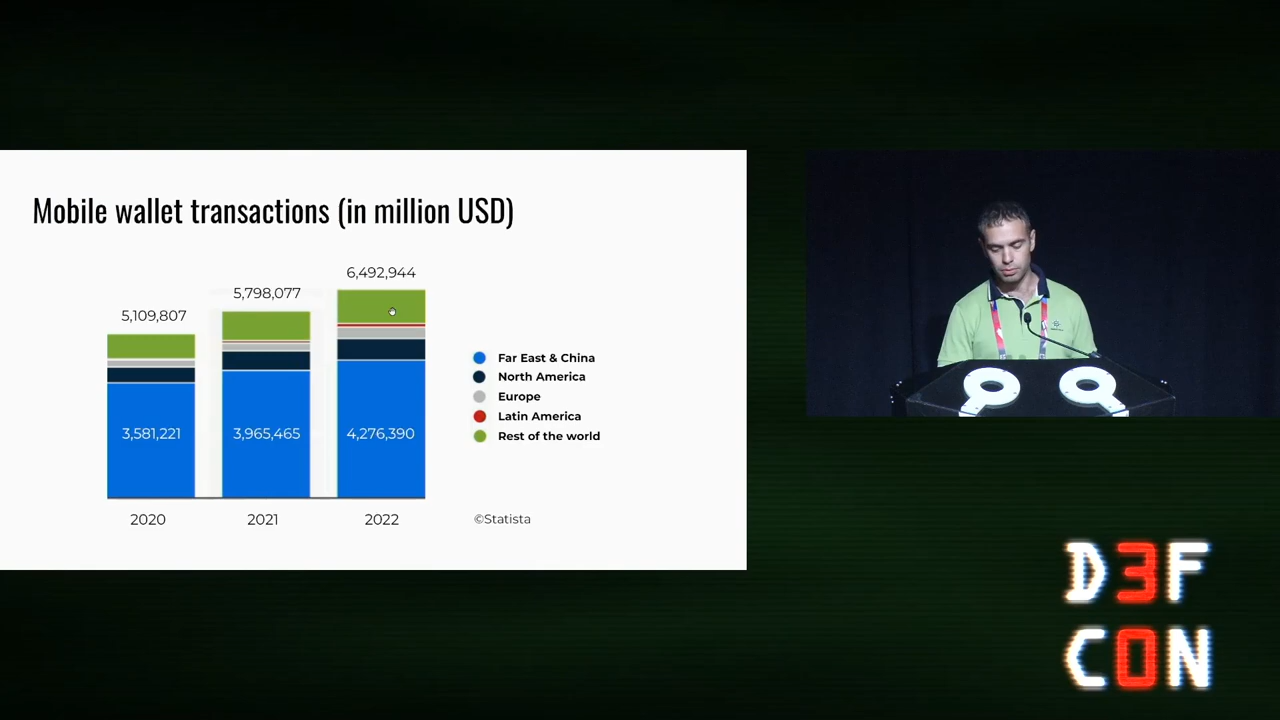 Mobile wallet transactions (in million USD)
6,492,944
5,798,077
5,109,807
Far East & China
North America
Europe
Latin America
Rest of the world
3,581,221
3,965,465
4,276,390
2020
2021
2022
©Statista
D3F
C0N